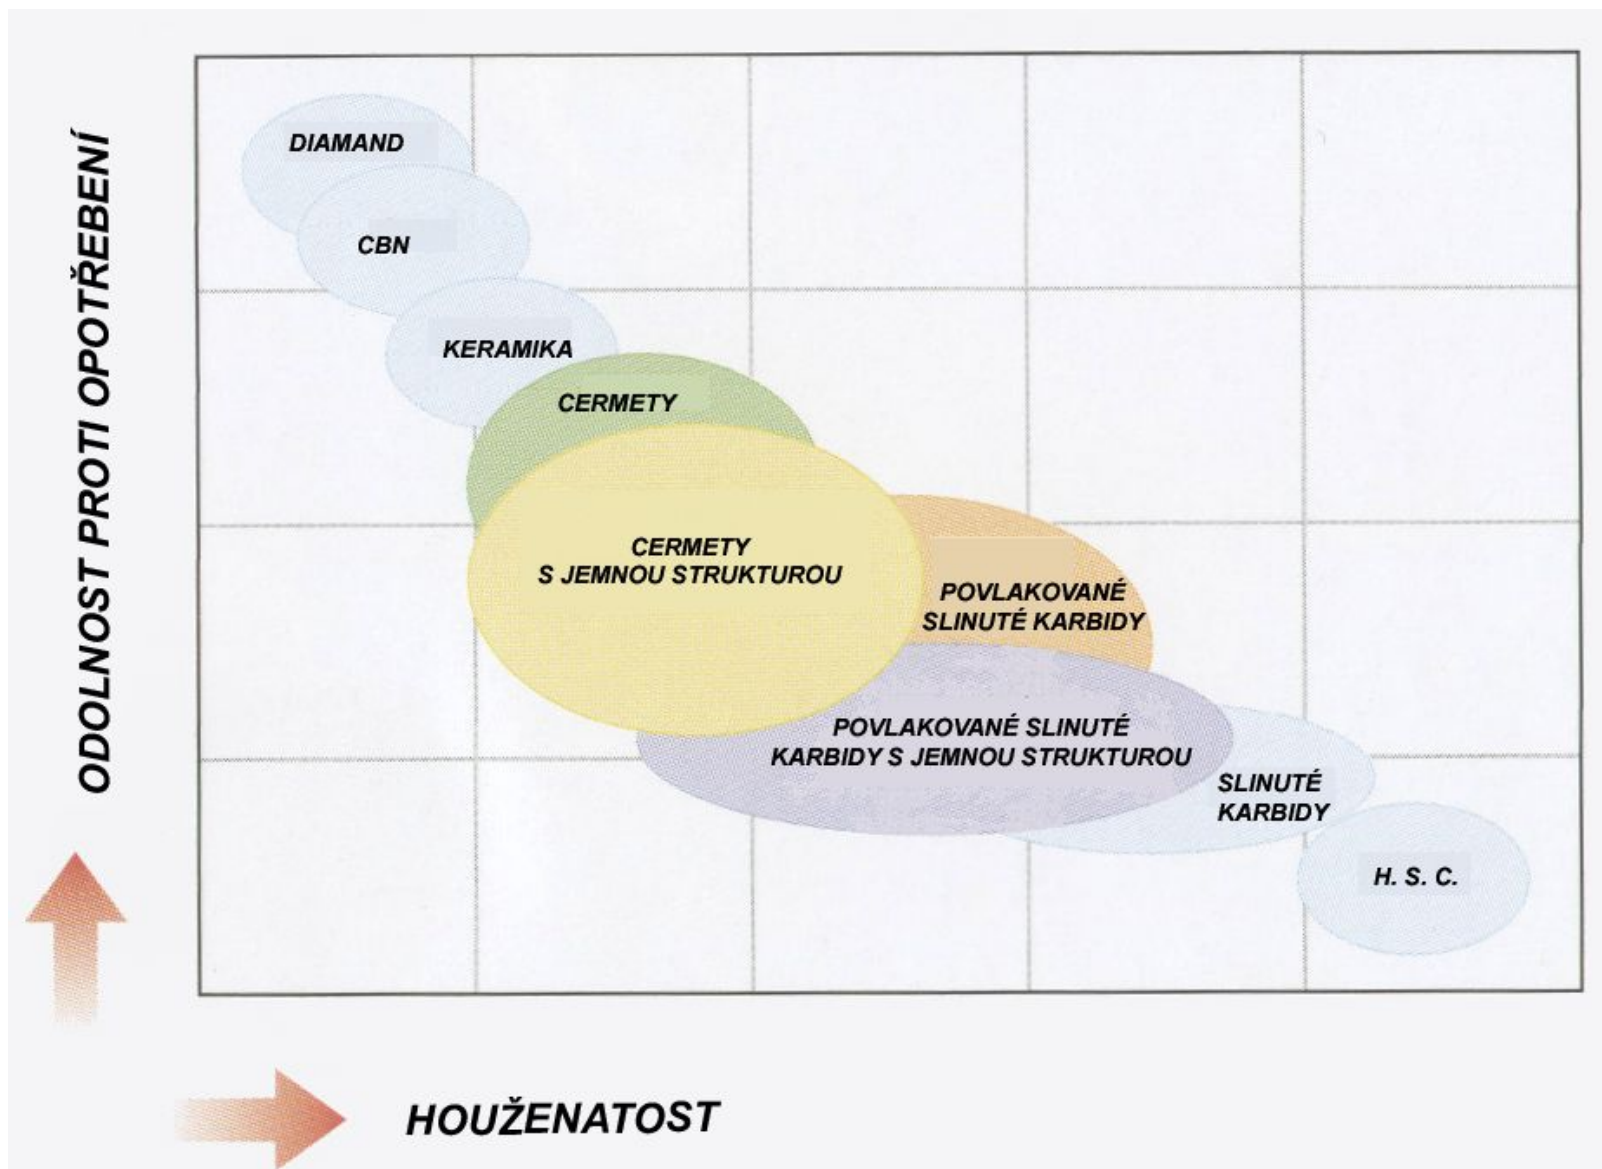 ODOLNOST PROTI OPOTŘEBENÍ
DIAMAND
CBN
KERAMIKA
CERMETY
CERMETY
S JEMNOU STRUKTUROU
POVLAKOVANÉ
SLINUTÉ KARBIDY
POVLAKOVANÉ SLINUTÉ
KARBIDY S JEMNOU STRUKTUROU
SLINUTÉ
KARBIDY
H. S. C.
HOUŽENATOST